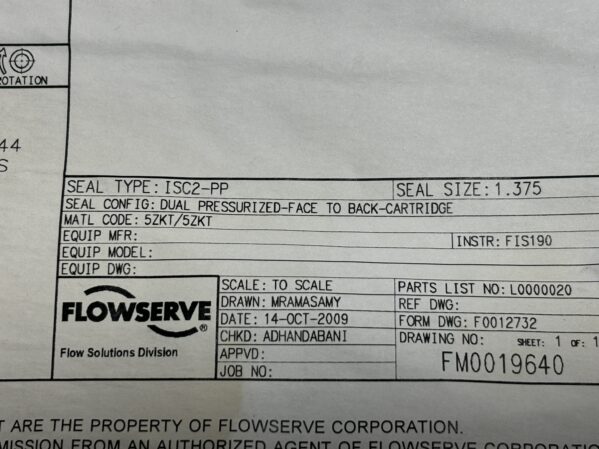 ROTATION
44
S
SEAL TYPE: ISC2-PP
SEAL SIZE: 1.375
SEAL CONFIG: DUAL PRESSURIZED-FACE TO BACK-CARTRIDGE
MATL CODE: 5ZKT/5ZKT
EQUIP MFR:
INSTR: FIS190
EQUIP MODEL:
EQUIP DWG:
FLOWSERVE ®
Flow Solutions Division
SCALE: TO SCALE
DRAWN: MRAMASAMY
DATE: 14-OCT-2009
CHKD: ADHANDABANI
APPVD:
JOB NO:
PARTS LIST NO: L0000020
REF DWG:
FORM DWG: F0012732
DRAWING NO: SHEET: 1 OF: 1
FM0019640
T ARE THE PROPERTY OF FLOWSERVE CORPORATION.
MISSION FROM AN AUTHORIZED AGENT OF FLOWSERVE CORPORATIO